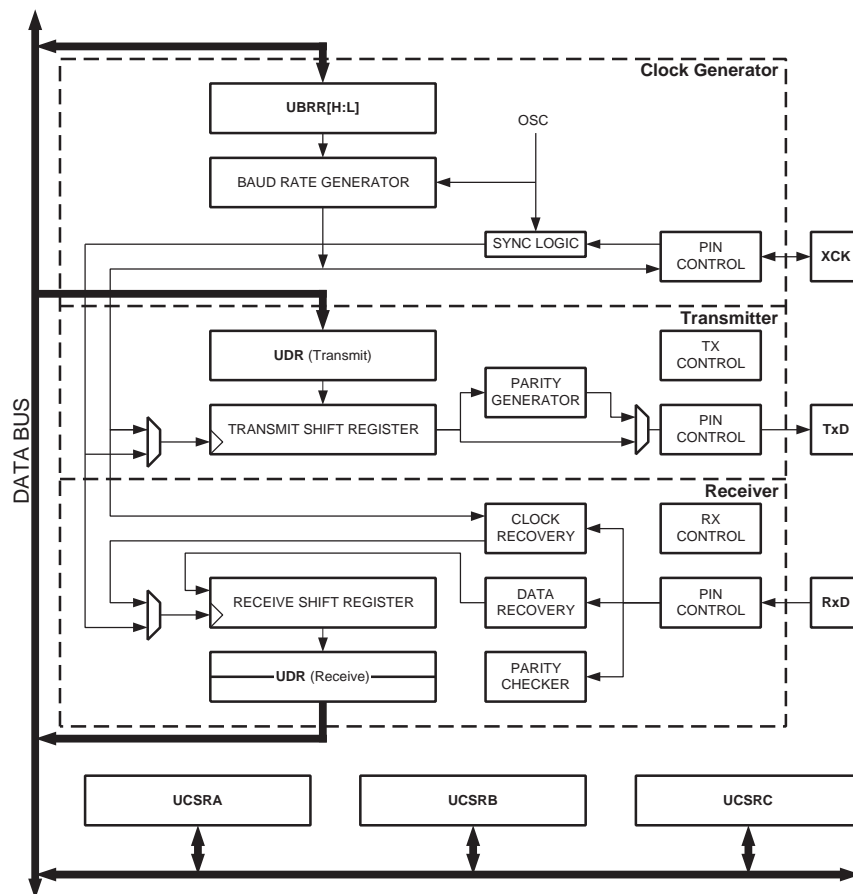 Clock Generator
UBRR[H:L]
OSC
BAUD RATE GENERATOR
SYNC LOGIC
PIN
CONTROL
XCK
Transmitter
UDR (Transmit)
TX
CONTROL
PARITY
GENERATOR
TRANSMIT SHIFT REGISTER
PIN
CONTROL
TxD
DATA BUS
Receiver
CLOCK
RECOVERY
RX
CONTROL
RECEIVE SHIFT REGISTER
DATA
RECOVERY
PIN
CONTROL
RxD
UDR (Receive)
PARITY
CHECKER
UCSRA
UCSRB
UCSRC